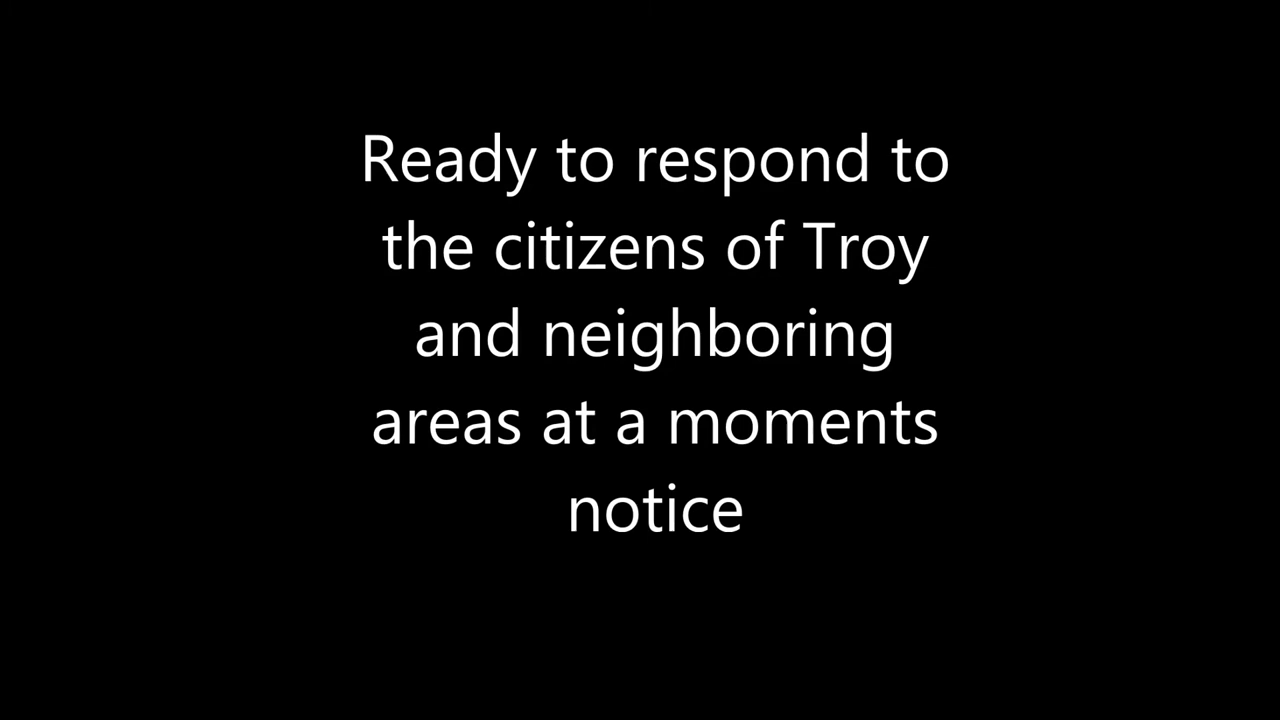 Ready to respond to
the citizens of Troy
and neighboring
areas at a moments
notice